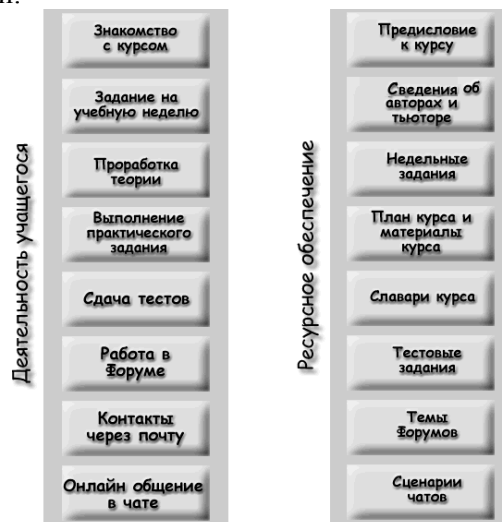 и.
Деятельность учащегося
Знакомство
с курсом
Задание на
учебную неделю
Проработка
теории
Выполнение
практического
задания
Сдача тестов
Работа в
Форуме
Контакты
через почту
Онлайн общение
в чате
Ресурсное обеспечение
Предисловие
к курсу
Сведения об
авторах и
тьюторе
Недельные
задания
План курса и
материалы
курса
Славари курса
Тестовые
задания
Темы
Форумов
Сценарии
чатов